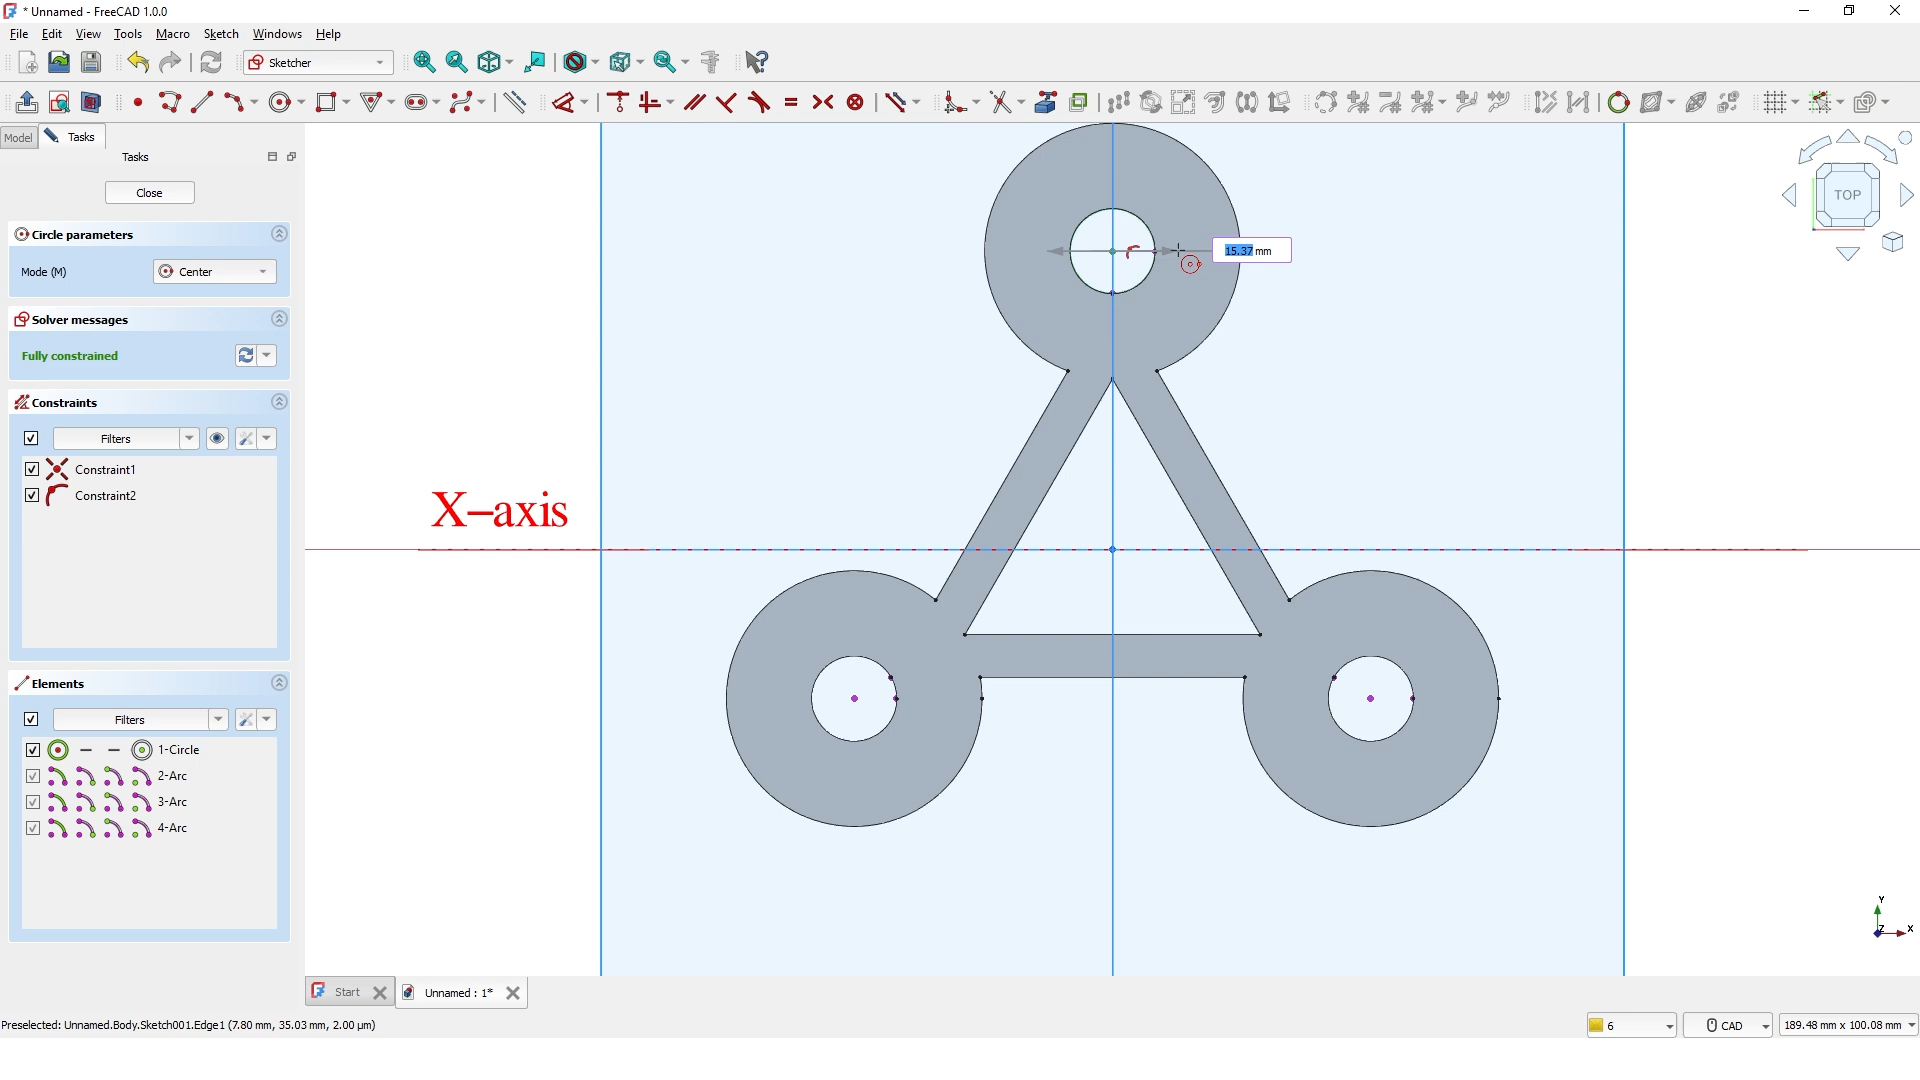 * Unnamed - FreeCAD 1.0.0
File Edit View Tools Macro Sketch Windows Help
Sketcher
Model Tasks
Tasks
Close
Circle parameters
Mode (M) Center
Solver messages
Fully constrained
Constraints
Filters
Constraint1
Constraint2
Elements
Filters
1-Circle
2-Arc
3-Arc
4-Arc
15.37 mm
X-axis
TOP
Y
Z X
Start Unnamed : 1*
Preselected: Unnamed.Body.Sketch001.Edge1 (7.80 mm, 35.03 mm, 2.00 µm)
6 CAD 189.48 mm x 100.08 mm